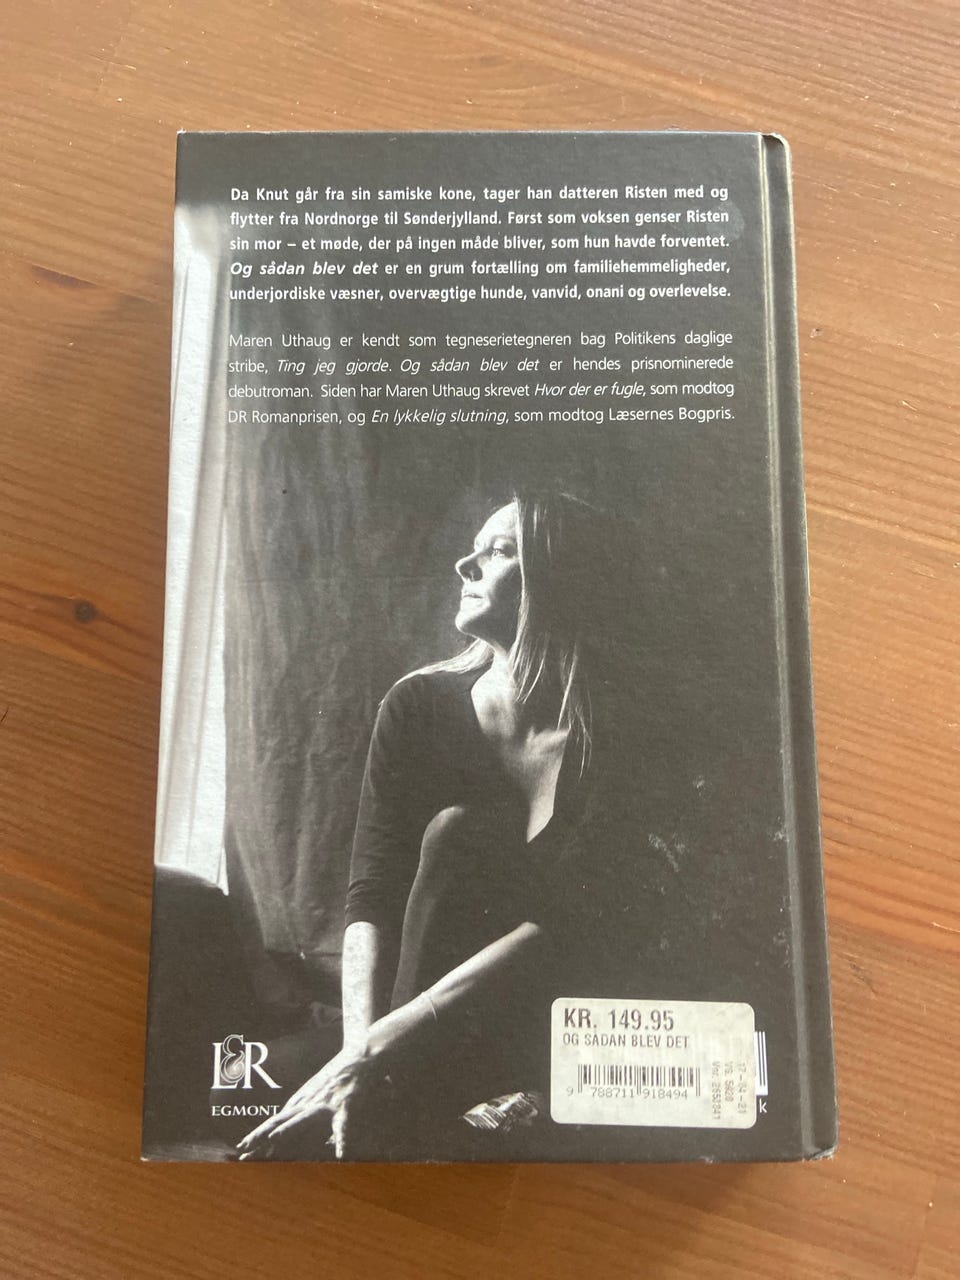 Da Knut går fra sin samiske kone, tager han datteren Risten med og
flytter fra Nordnorge til Sønderjylland. Først som voksen genser Risten
sin mor – et møde, der på ingen måde bliver, som hun havde forventet.
Og sådan blev det er en grum fortælling om familiehemmeligheder,
underjordiske væsner, overvægtige hunde, vanvid, onani og overlevelse.
Maren Uthaug er kendt som tegneserietegneren bag Politikens daglige
stribe, Ting jeg gjorde. Og sådan blev det er hendes prisnominerede
debutroman. Siden har Maren Uthaug skrevet Hvor der er fugle, som modtog
DR Romanprisen, og En lykkelig slutning, som modtog Læsernes Bogpris.
L&R
EGMONT
KR. 149.95
OG SÅDAN BLEV DET
9 788711 918494
17-04-21
k